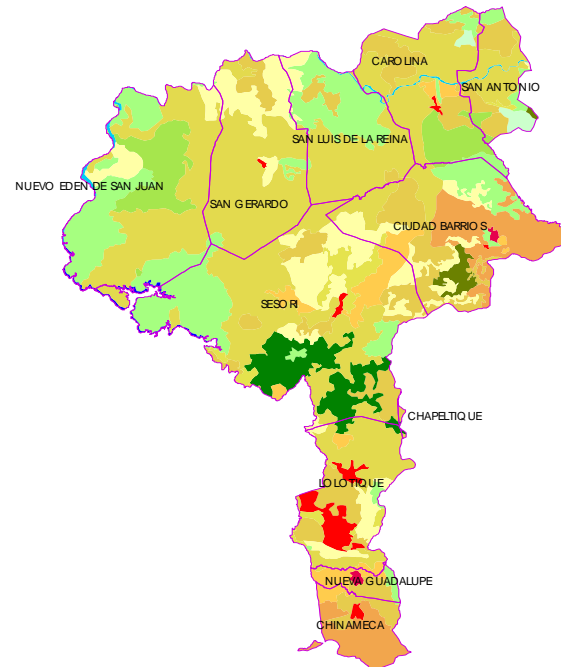 CAROLINA
SAN ANTONIO
SAN LUIS DE LA REINA
NUEVO EDEN DE SAN JUAN
SAN GERARDO
CIUDAD BARRIOS
SESORI
CHAPELTIQUE
LOLOTIQUE
NUEVA GUADALUPE
CHINAMECA